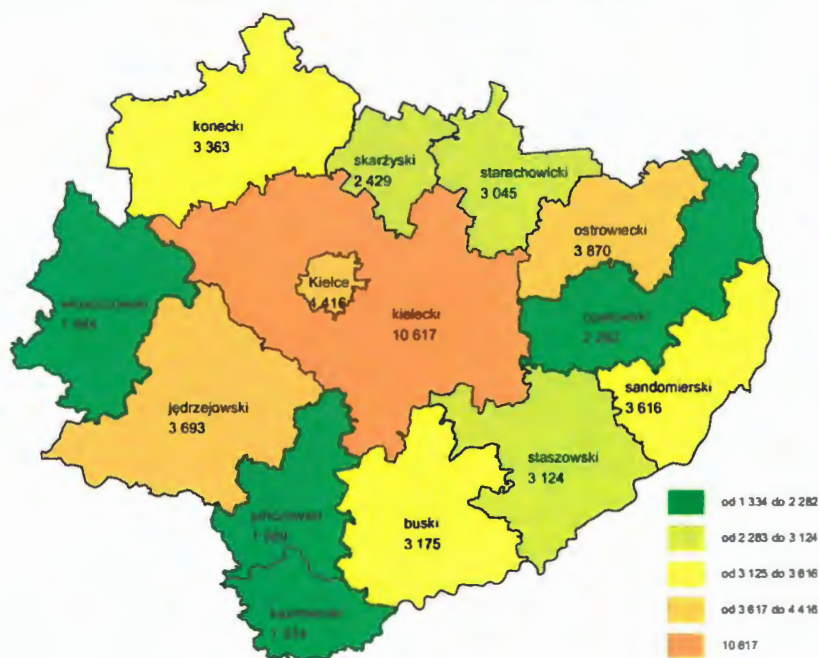 konecki
3 363
skarżyski
2 429
starachowicki
3 045
ostrowiecki
3 870
Kielce
4 416
kielecki
10 617
opatowski
2 282
sandomierski
3 616
jędrzejowski
3 693
staszowski
3 124
buski
3 175
od 1 334 do 2 282
od 2 283 do 3 124
od 3 125 do 3 616
od 3 617 do 4 416
10 617